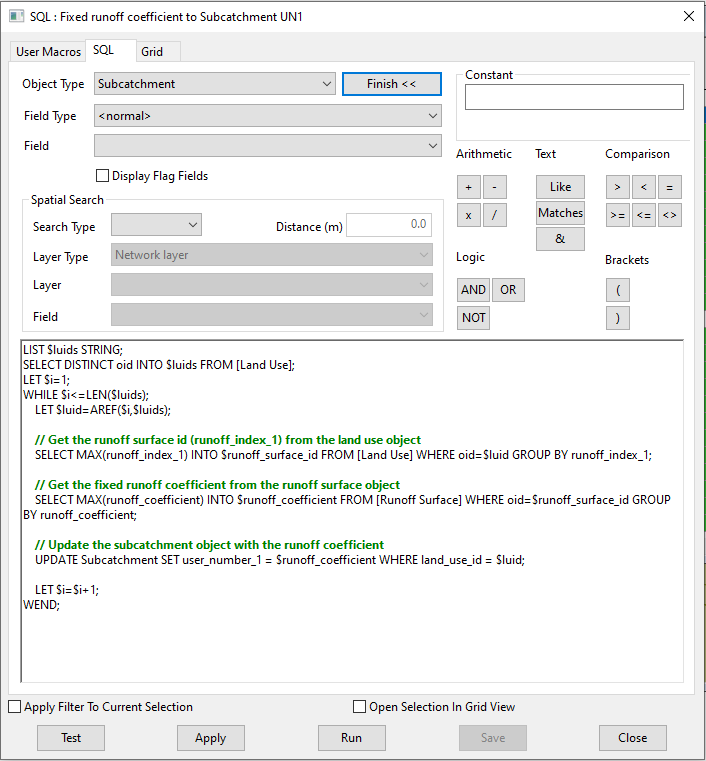 SQL : Fixed runoff coefficient to Subcatchment UN1
User Macros SQL Grid
Object Type Subcatchment Finish <<
Field Type <normal>
Field
Display Flag Fields
Spatial Search
Search Type Distance (m) 0.0
Layer Type Network layer
Layer
Field
Constant
Arithmetic Text Comparison
+ - Like > < =
x / Matches >= <= <>
&
Logic Brackets
AND OR (
NOT )
LIST $luids STRING;
SELECT DISTINCT oid INTO $luids FROM [Land Use];
LET $i=1;
WHILE $i<=LEN($luids);
LET $luid=AREF($i,$luids);
// Get the runoff surface id (runoff_index_1) from the land use object
SELECT MAX(runoff_index_1) INTO $runoff_surface_id FROM [Land Use] WHERE oid=$luid GROUP BY runoff_index_1;
// Get the fixed runoff coefficient from the runoff surface object
SELECT MAX(runoff_coefficient) INTO $runoff_coefficient FROM [Runoff Surface] WHERE oid=$runoff_surface_id GROUP
BY runoff_coefficient;
// Update the subcatchment object with the runoff coefficient
UPDATE Subcatchment SET user_number_1 = $runoff_coefficient WHERE land_use_id = $luid;
LET $i=$i+1;
WEND;
Apply Filter To Current Selection Open Selection In Grid View
Test Apply Run Save Close